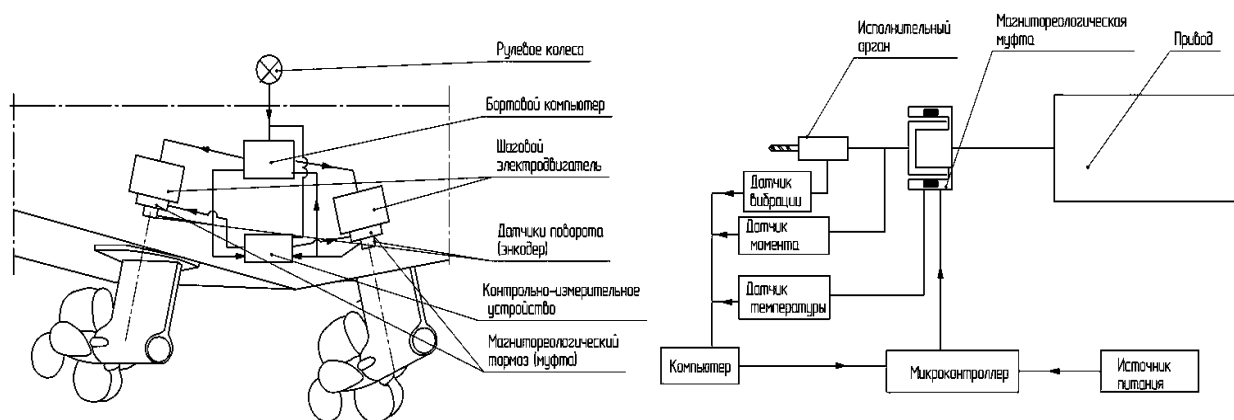 Рулевое колесо
Бортовой компьютер
Шаговой
электродвигатель
Датчики поворота
(энкодер)
Контрольно-измерительное
устройство
Магнитореологический
тормоз (муфта)
Исполнительный
орган
Магнитореологическая
муфта
Привод
Датчик
вибрации
Датчик
момента
Датчик
температуры
Компьютер
Микроконтроллер
Источник
питания